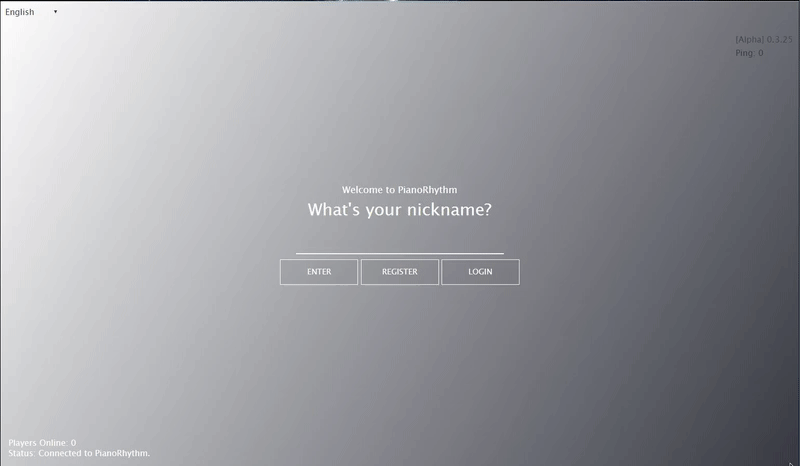 English
[Alpha] 0.3.25
Ping: 0
Welcome to PianoRhythm
What's your nickname?
ENTER REGISTER LOGIN
Players Online: 0
Status: Connected to PianoRhythm.